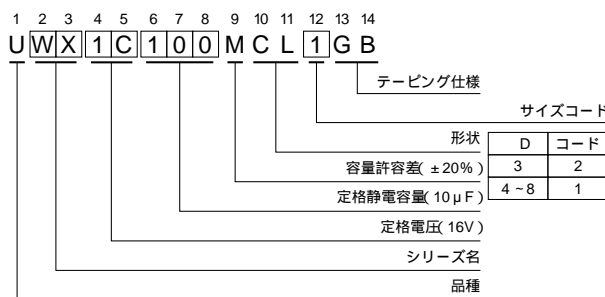 1 2 3 4 5 6 7 8 9 10 11 12 13 14
U W X 1 C 1 0 0 M C L 1 G B
テーピング仕様
サイズコード
形状
D コード
容量許容差( ±20%)
3 2
定格静電容量( 10μF)
4 ~8 1
定格電圧( 16V)
シリーズ名
品種